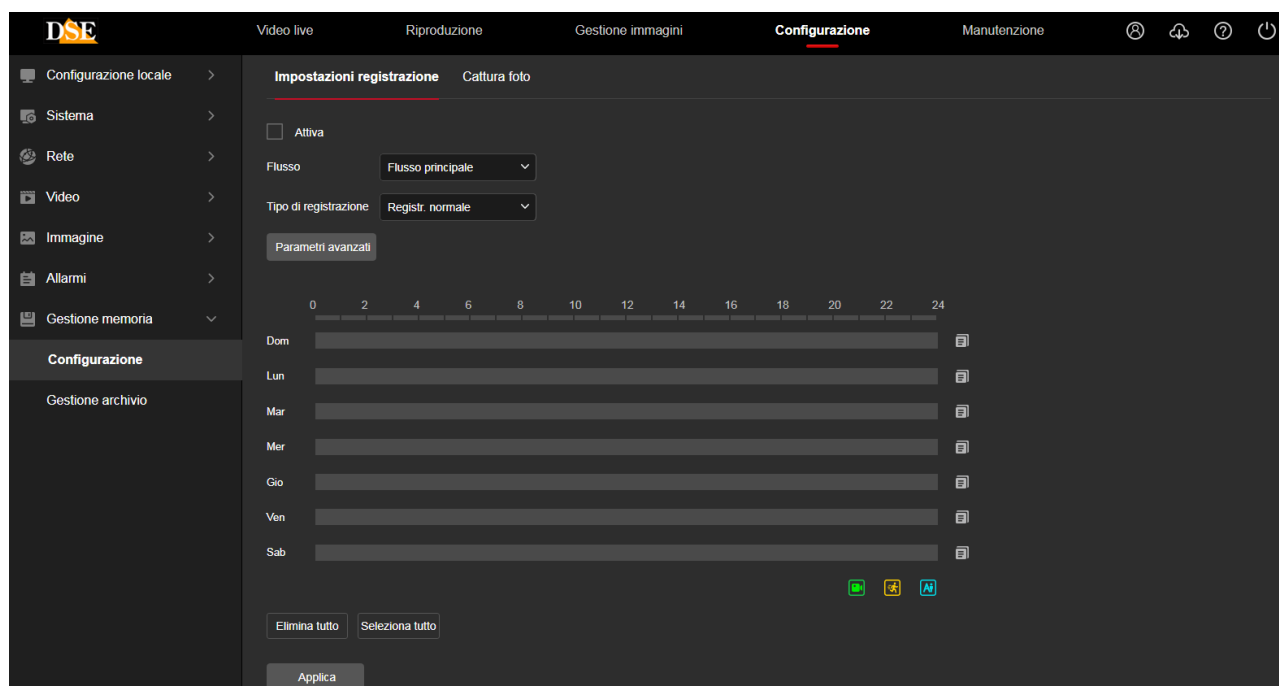 DSE
Video live Riproduzione Gestione immagini Configurazione Manutenzione
Configurazione locale
Sistema
Rete
Video
Immagine
Allarmi
Gestione memoria
Configurazione
Gestione archivio
Impostazioni registrazione Cattura foto
Attiva
Flusso Flusso principale
Tipo di registrazione Registr. normale
Parametri avanzati
0 2 4 6 8 10 12 14 16 18 20 22 24
Dom
Lun
Mar
Mer
Gio
Ven
Sab
Elimina tutto Seleziona tutto
Applica